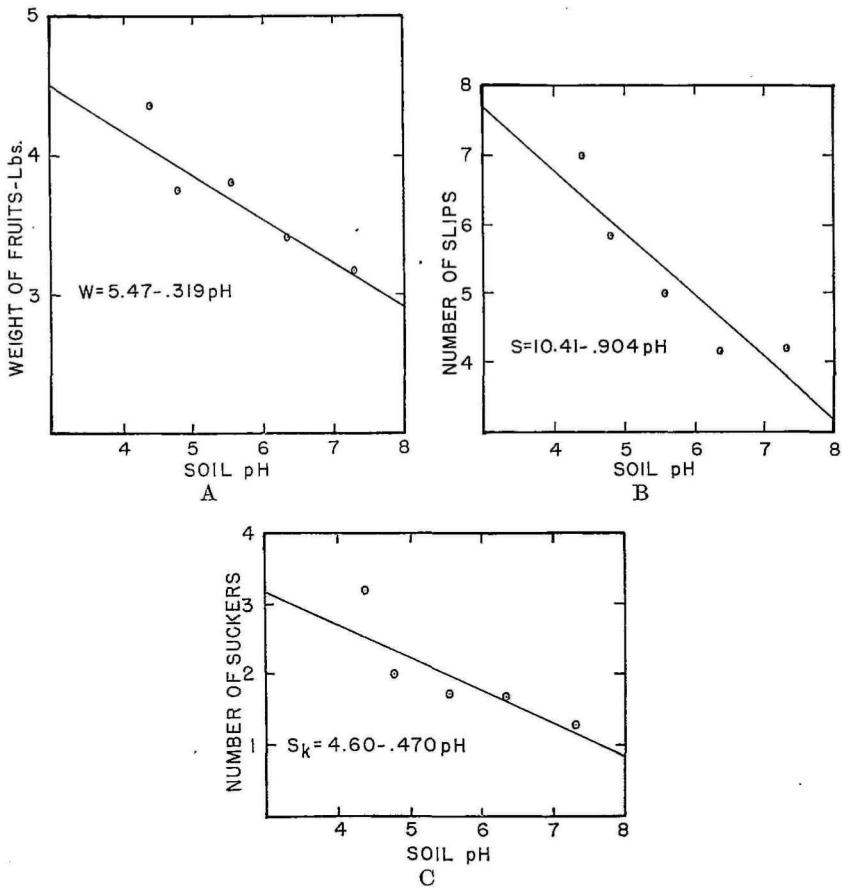 5
4
3
WEIGHT OF FRUITS-Lbs.
W=5.47-.319pH
4 5 6 7 8
SOIL pH
A
8
7
6
5
4
NUMBER OF SLIPS
S=10.41-.904pH
4 5 6 7 8
SOIL pH
B
4
3
2
1
NUMBER OF SUCKERS
Sk=4.60-.470pH
4 5 6 7 8
SOIL pH
C